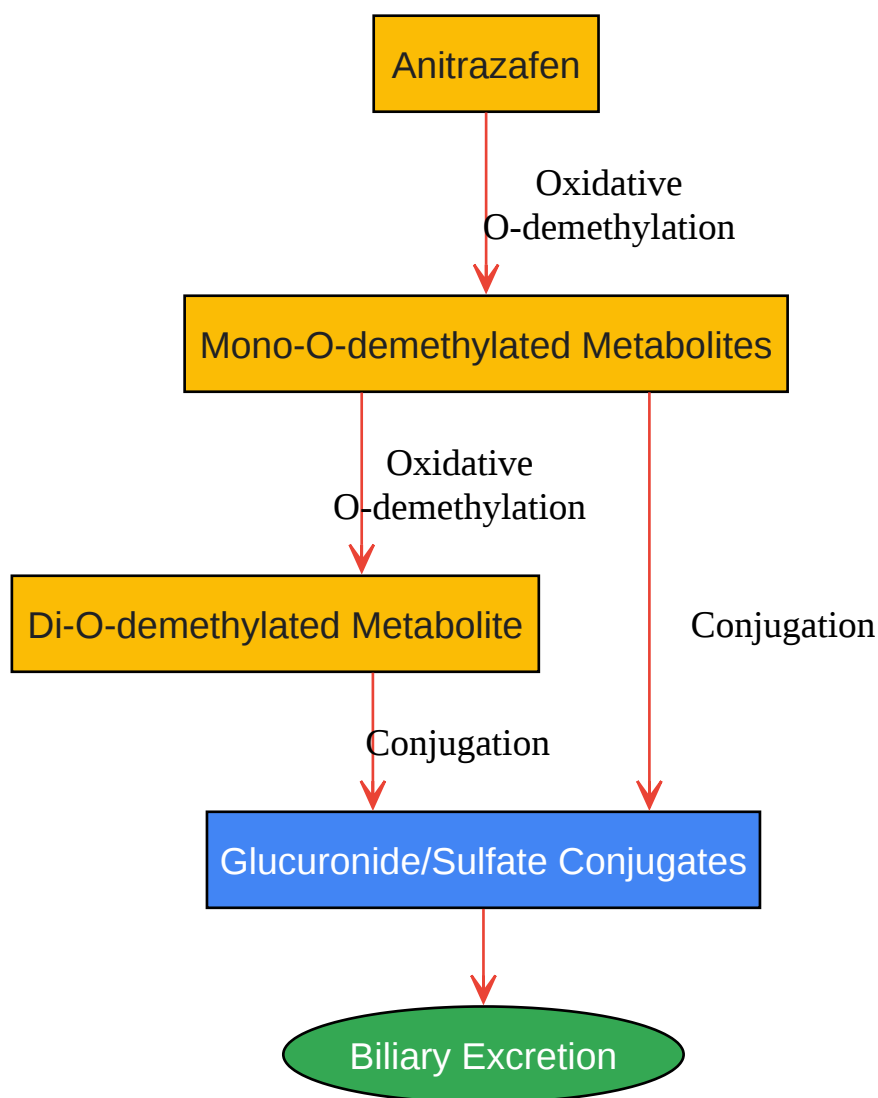 Anitrazafen
Oxidative
O-demethylation
Mono-O-demethylated Metabolites
Oxidative
O-demethylation
Di-O-demethylated Metabolite
Conjugation
Conjugation
Glucuronide/Sulfate Conjugates
Biliary Excretion